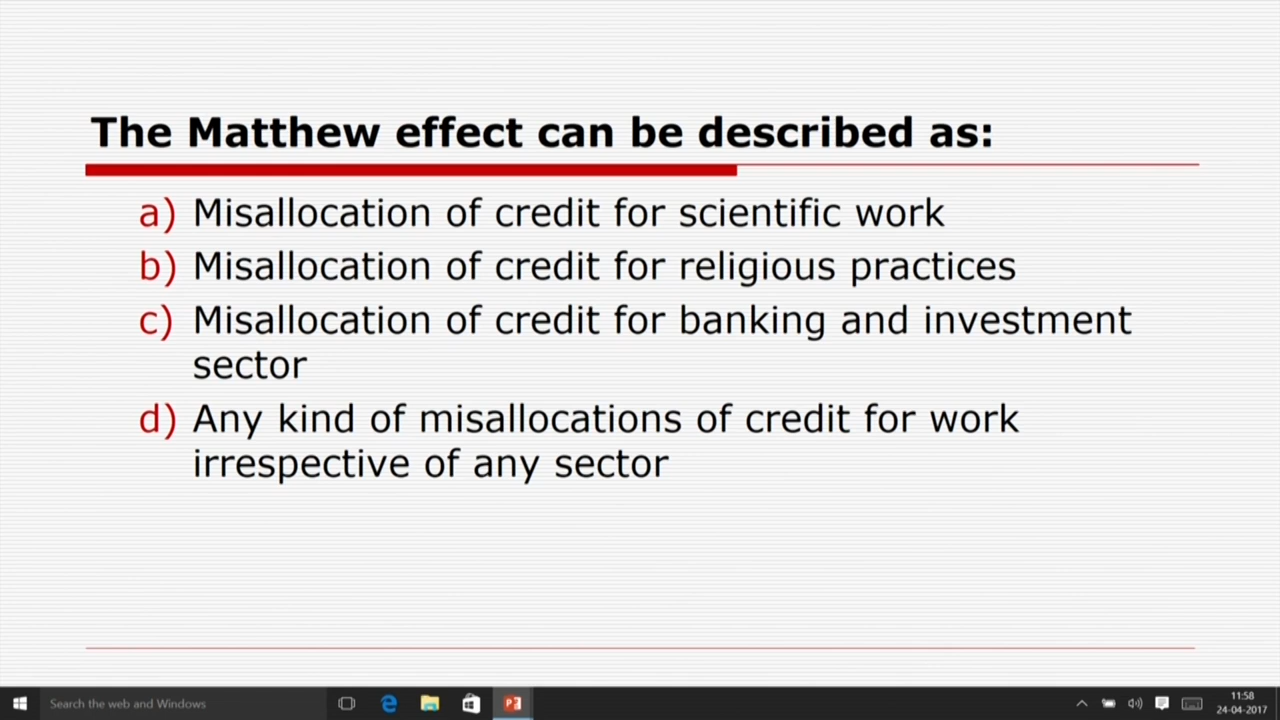 The Matthew effect can be described as:
a) Misallocation of credit for scientific work
b) Misallocation of credit for religious practices
c) Misallocation of credit for banking and investment
sector
d) Any kind of misallocations of credit for work
irrespective of any sector
Search the web and Windows
11:58
24-04-2017